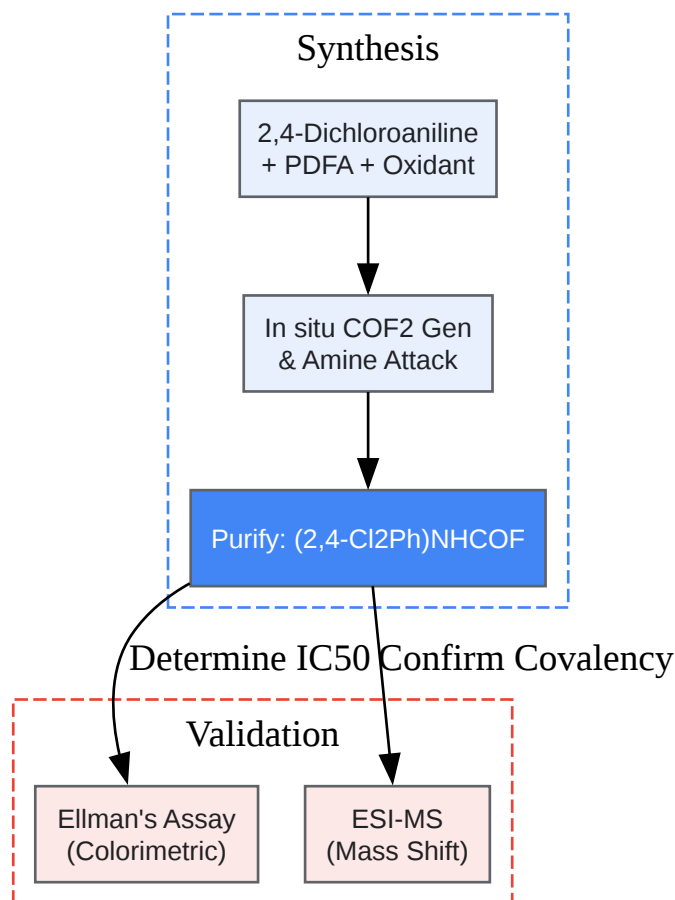 Synthesis
2,4-Dichloroaniline
+ PDFA + Oxidant
In situ COF2 Gen
& Amine Attack
Purify: (2,4-Cl2Ph)NHCOF
Determine IC50
Confirm Covalency
Validation
Ellman's Assay
(Colorimetric)
ESI-MS
(Mass Shift)